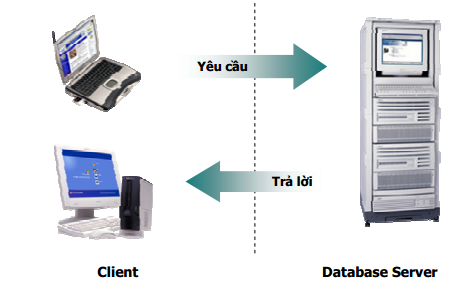 Yêu cầu
Trả lời
Client
Database Server